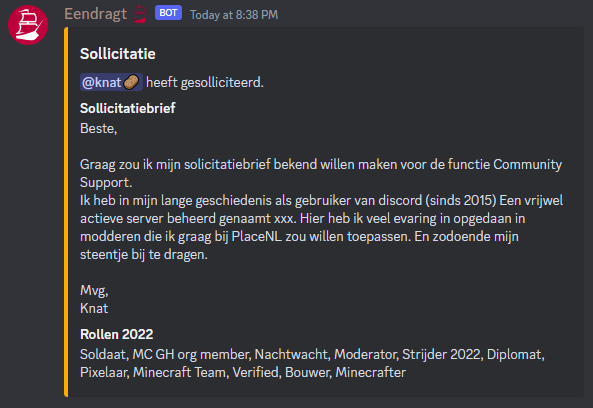 Eendragt BOT Today at 8:38 PM
Sollicitatie
@knat🥔 heeft gesolliciteerd.
Sollicitatiebrief
Beste,
Graag zou ik mijn solicitatiebrief bekend willen maken voor de functie Community
Support.
Ik heb in mijn lange geschiedenis als gebruiker van discord (sinds 2015) Een vrijwel
actieve server beheerd genaamt xxx. Hier heb ik veel evaring in opgedaan in
modderen die ik graag bij PlaceNL zou willen toepassen. En zodoende mijn
steentje bij te dragen.
Mvg,
Knat
Rollen 2022
Soldaat, MC GH org member, Nachtwacht, Moderator, Strijder 2022, Diplomat,
Pixelaar, Minecraft Team, Verified, Bouwer, Minecrafter